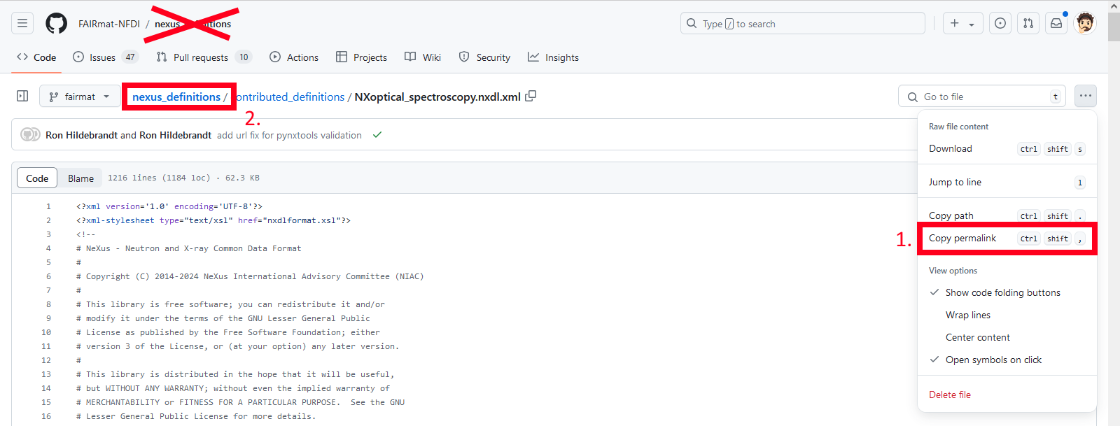 FAIRmat-NFDI / nexus_definitions
Type / to search
Code
Issues 47
Pull requests 10
Actions
Projects
Wiki
Security
Insights
fairmat
nexus_definitions / contributed_definitions / NXoptical_spectroscopy.nxdl.xml
Go to file t
2.
Ron Hildebrandt and Ron Hildebrandt add url fix for pynxtools validation
Code Blame 1216 lines (1184 loc) · 62.3 KB
1 <?xml version='1.0' encoding='UTF-8'?>
2 <?xml-stylesheet type="text/xsl" href="nxdlformat.xsl"?>
3 <!--
4 # NeXus - Neutron and X-ray Common Data Format
5 #
6 # Copyright (C) 2014-2024 NeXus International Advisory Committee (NIAC)
7 #
8 # This library is free software; you can redistribute it and/or
9 # modify it under the terms of the GNU Lesser General Public
10 # License as published by the Free Software Foundation; either
11 # version 3 of the License, or (at your option) any later version.
12 #
13 # This library is distributed in the hope that it will be useful,
14 # but WITHOUT ANY WARRANTY; without even the implied warranty of
15 # MERCHANTABILITY or FITNESS FOR A PARTICULAR PURPOSE. See the GNU
16 # Lesser General Public License for more details.
Raw file content
Download Ctrl shift s
Jump to line l
Copy path Ctrl shift .
1.
Copy permalink Ctrl shift ,
View options
Show code folding buttons
Wrap lines
Center content
Open symbols on click
Delete file